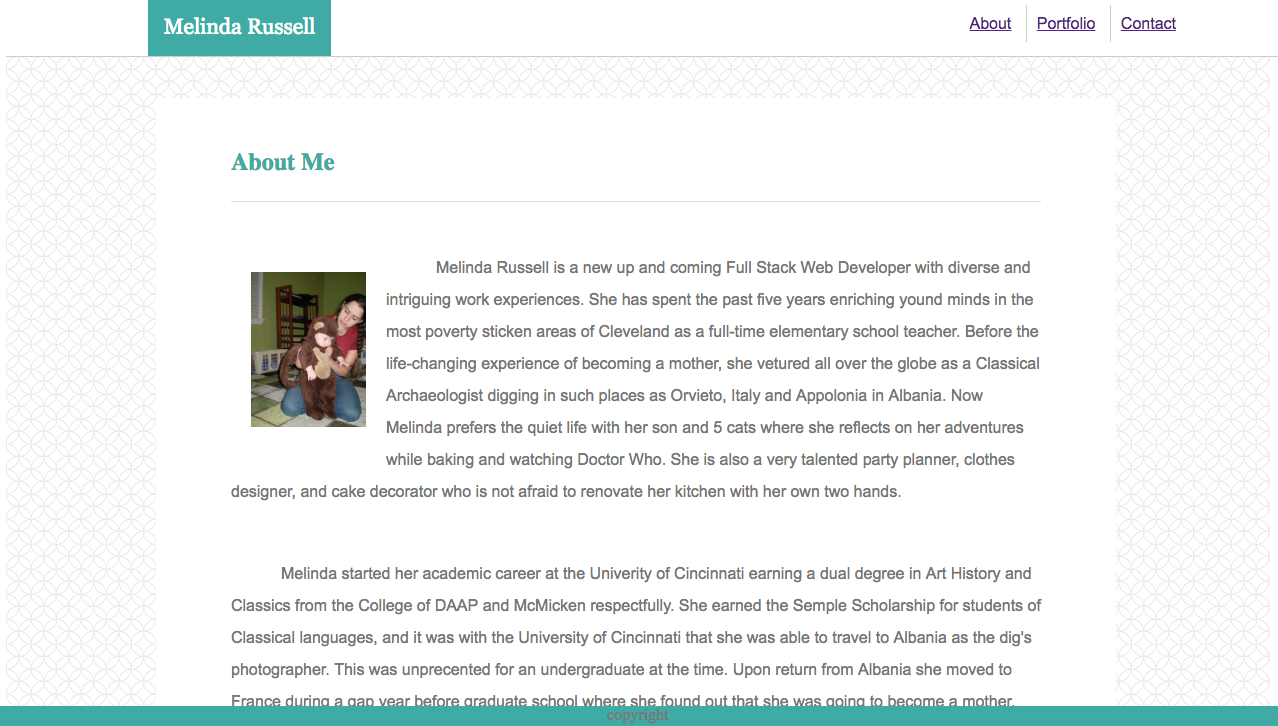 Melinda Russell
About
Portfolio
Contact
About Me
Melinda Russell is a new up and coming Full Stack Web Developer with diverse and
intriguing work experiences. She has spent the past five years enriching yound minds in the
most poverty sticken areas of Cleveland as a full-time elementary school teacher. Before the
life-changing experience of becoming a mother, she vetured all over the globe as a Classical
Archaeologist digging in such places as Orvieto, Italy and Appolonia in Albania. Now
Melinda prefers the quiet life with her son and 5 cats where she reflects on her adventures
while baking and watching Doctor Who. She is also a very talented party planner, clothes
designer, and cake decorator who is not afraid to renovate her kitchen with her own two hands.
Melinda started her academic career at the Univerity of Cincinnati earning a dual degree in Art History and
Classics from the College of DAAP and McMicken respectfully. She earned the Semple Scholarship for students of
Classical languages, and it was with the University of Cincinnati that she was able to travel to Albania as the dig's
photographer. This was unprecented for an undergraduate at the time. Upon return from Albania she moved to
France during a gap year before graduate school where she found out that she was going to become a mother.
copyright